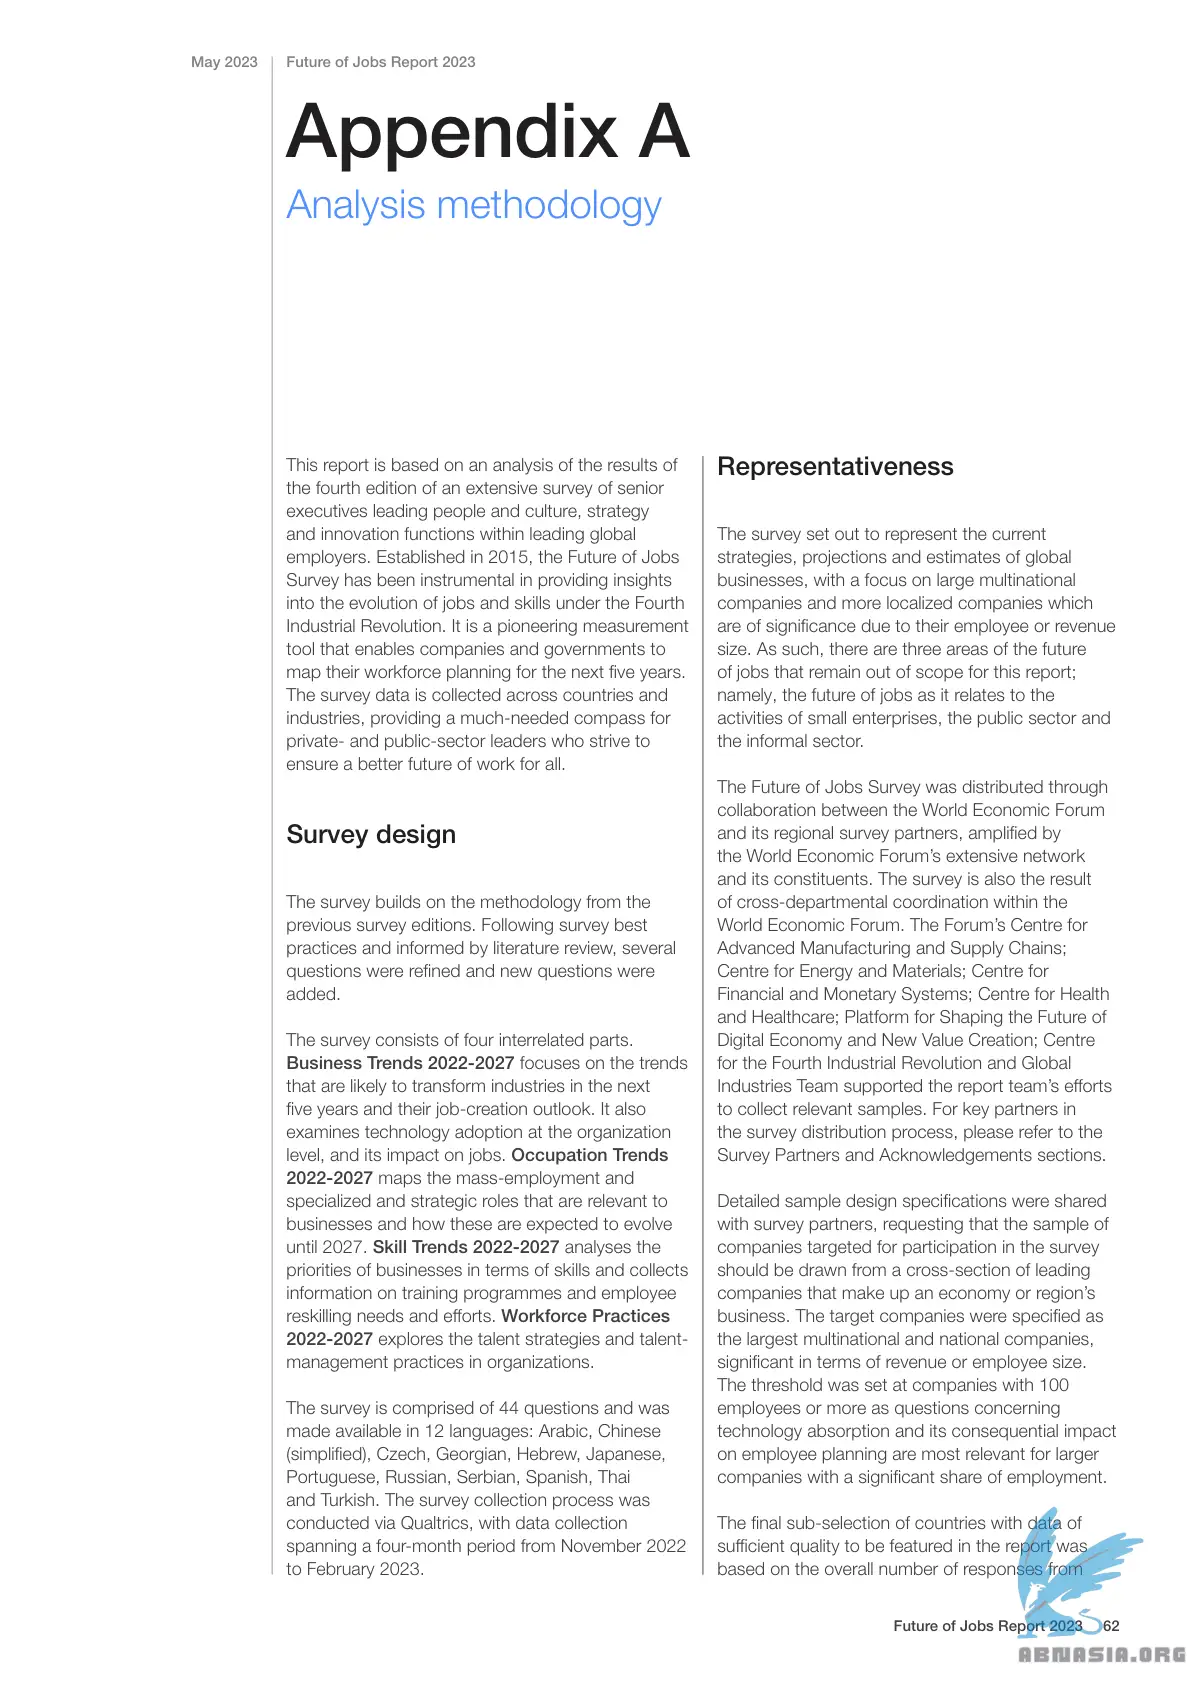 May 2023
Future of Jobs Report 2023
Appendix A
Analysis methodology
This report is based on an analysis of the results of
the fourth edition of an extensive survey of senior
executives leading people and culture, strategy
and innovation functions within leading global
employers. Established in 2015, the Future of Jobs
Survey has been instrumental in providing insights
into the evolution of jobs and skills under the Fourth
Industrial Revolution. It is a pioneering measurement
tool that enables companies and governments to
map their workforce planning for the next five years.
The survey data is collected across countries and
industries, providing a much-needed compass for
private- and public-sector leaders who strive to
ensure a better future of work for all.
Survey design
The survey builds on the methodology from the
previous survey editions. Following survey best
practices and informed by literature review, several
questions were refined and new questions were
added.
The survey consists of four interrelated parts.
Business Trends 2022-2027 focuses on the trends
that are likely to transform industries in the next
five years and their job-creation outlook. It also
examines technology adoption at the organization
level, and its impact on jobs. Occupation Trends
2022-2027 maps the mass-employment and
specialized and strategic roles that are relevant to
businesses and how these are expected to evolve
until 2027. Skill Trends 2022-2027 analyses the
priorities of businesses in terms of skills and collects
information on training programmes and employee
reskilling needs and efforts. Workforce Practices
2022-2027 explores the talent strategies and talent-
management practices in organizations.
The survey is comprised of 44 questions and was
made available in 12 languages: Arabic, Chinese
(simplified), Czech, Georgian, Hebrew, Japanese,
Portuguese, Russian, Serbian, Spanish, Thai
and Turkish. The survey collection process was
conducted via Qualtrics, with data collection
spanning a four-month period from November 2022
to February 2023.
Representativeness
The survey set out to represent the current
strategies, projections and estimates of global
businesses, with a focus on large multinational
companies and more localized companies which
are of significance due to their employee or revenue
size. As such, there are three areas of the future
of jobs that remain out of scope for this report;
namely, the future of jobs as it relates to the
activities of small enterprises, the public sector and
the informal sector.
The Future of Jobs Survey was distributed through
collaboration between the World Economic Forum
and its regional survey partners, amplified by
the World Economic Forum’s extensive network
and its constituents. The survey is also the result
of cross-departmental coordination within the
World Economic Forum. The Forum’s Centre for
Advanced Manufacturing and Supply Chains;
Centre for Energy and Materials; Centre for
Financial and Monetary Systems; Centre for Health
and Healthcare; Platform for Shaping the Future of
Digital Economy and New Value Creation; Centre
for the Fourth Industrial Revolution and Global
Industries Team supported the report team’s efforts
to collect relevant samples. For key partners in
the survey distribution process, please refer to the
Survey Partners and Acknowledgements sections.
Detailed sample design specifications were shared
with survey partners, requesting that the sample of
companies targeted for participation in the survey
should be drawn from a cross-section of leading
companies that make up an economy or region’s
business. The target companies were specified as
the largest multinational and national companies,
significant in terms of revenue or employee size.
The threshold was set at companies with 100
employees or more as questions concerning
technology absorption and its consequential impact
on employee planning are most relevant for larger
companies with a significant share of employment.
The final sub-selection of countries with data of
sufficient quality to be featured in the report was
based on the overall number of responses from
Future of Jobs Report 2023 62
ABNASIA.ORG